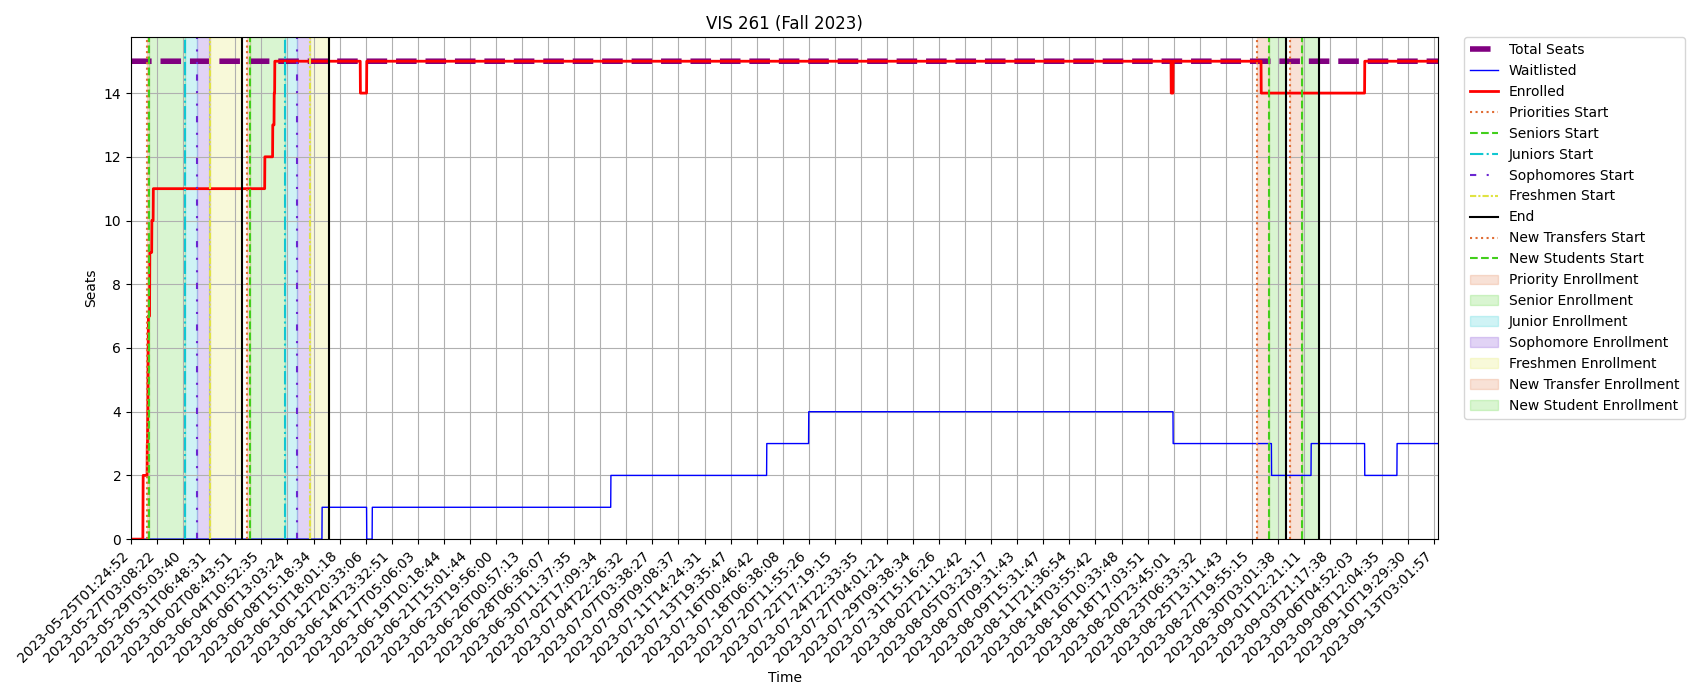 VIS 261 (Fall 2023)
Seats
14
12
10
8
6
4
2
0
2023-05-25T01:24:52
2023-05-27T03:08:22
2023-05-29T05:03:40
2023-05-31T06:48:31
2023-06-02T08:43:51
2023-06-04T10:52:35
2023-06-06T13:03:24
2023-06-08T15:18:34
2023-06-10T18:01:18
2023-06-12T20:33:06
2023-06-14T23:32:51
2023-06-17T05:06:03
2023-06-19T10:18:44
2023-06-21T15:01:44
2023-06-23T19:56:00
2023-06-26T00:57:13
2023-06-28T06:36:07
2023-06-30T11:37:35
2023-07-02T17:09:34
2023-07-04T22:26:32
2023-07-07T03:38:27
2023-07-09T09:08:37
2023-07-11T14:24:31
2023-07-13T19:35:47
2023-07-16T00:46:42
2023-07-18T06:38:08
2023-07-20T11:55:26
2023-07-22T17:19:15
2023-07-24T22:33:35
2023-07-27T04:01:21
2023-07-29T09:38:34
2023-07-31T15:16:26
2023-08-02T21:12:42
2023-08-05T03:23:17
2023-08-07T09:31:43
2023-08-09T15:31:47
2023-08-11T21:36:54
2023-08-14T03:55:42
2023-08-16T10:33:48
2023-08-18T17:03:51
2023-08-20T23:45:01
2023-08-23T06:33:32
2023-08-25T13:11:43
2023-08-27T19:55:15
2023-08-30T03:01:38
2023-09-01T12:21:11
2023-09-03T21:17:38
2023-09-06T04:52:03
2023-09-08T12:04:35
2023-09-10T19:29:30
2023-09-13T03:01:57
Time
Total Seats
Waitlisted
Enrolled
Priorities Start
Seniors Start
Juniors Start
Sophomores Start
Freshmen Start
End
New Transfers Start
New Students Start
Priority Enrollment
Senior Enrollment
Junior Enrollment
Sophomore Enrollment
Freshmen Enrollment
New Transfer Enrollment
New Student Enrollment